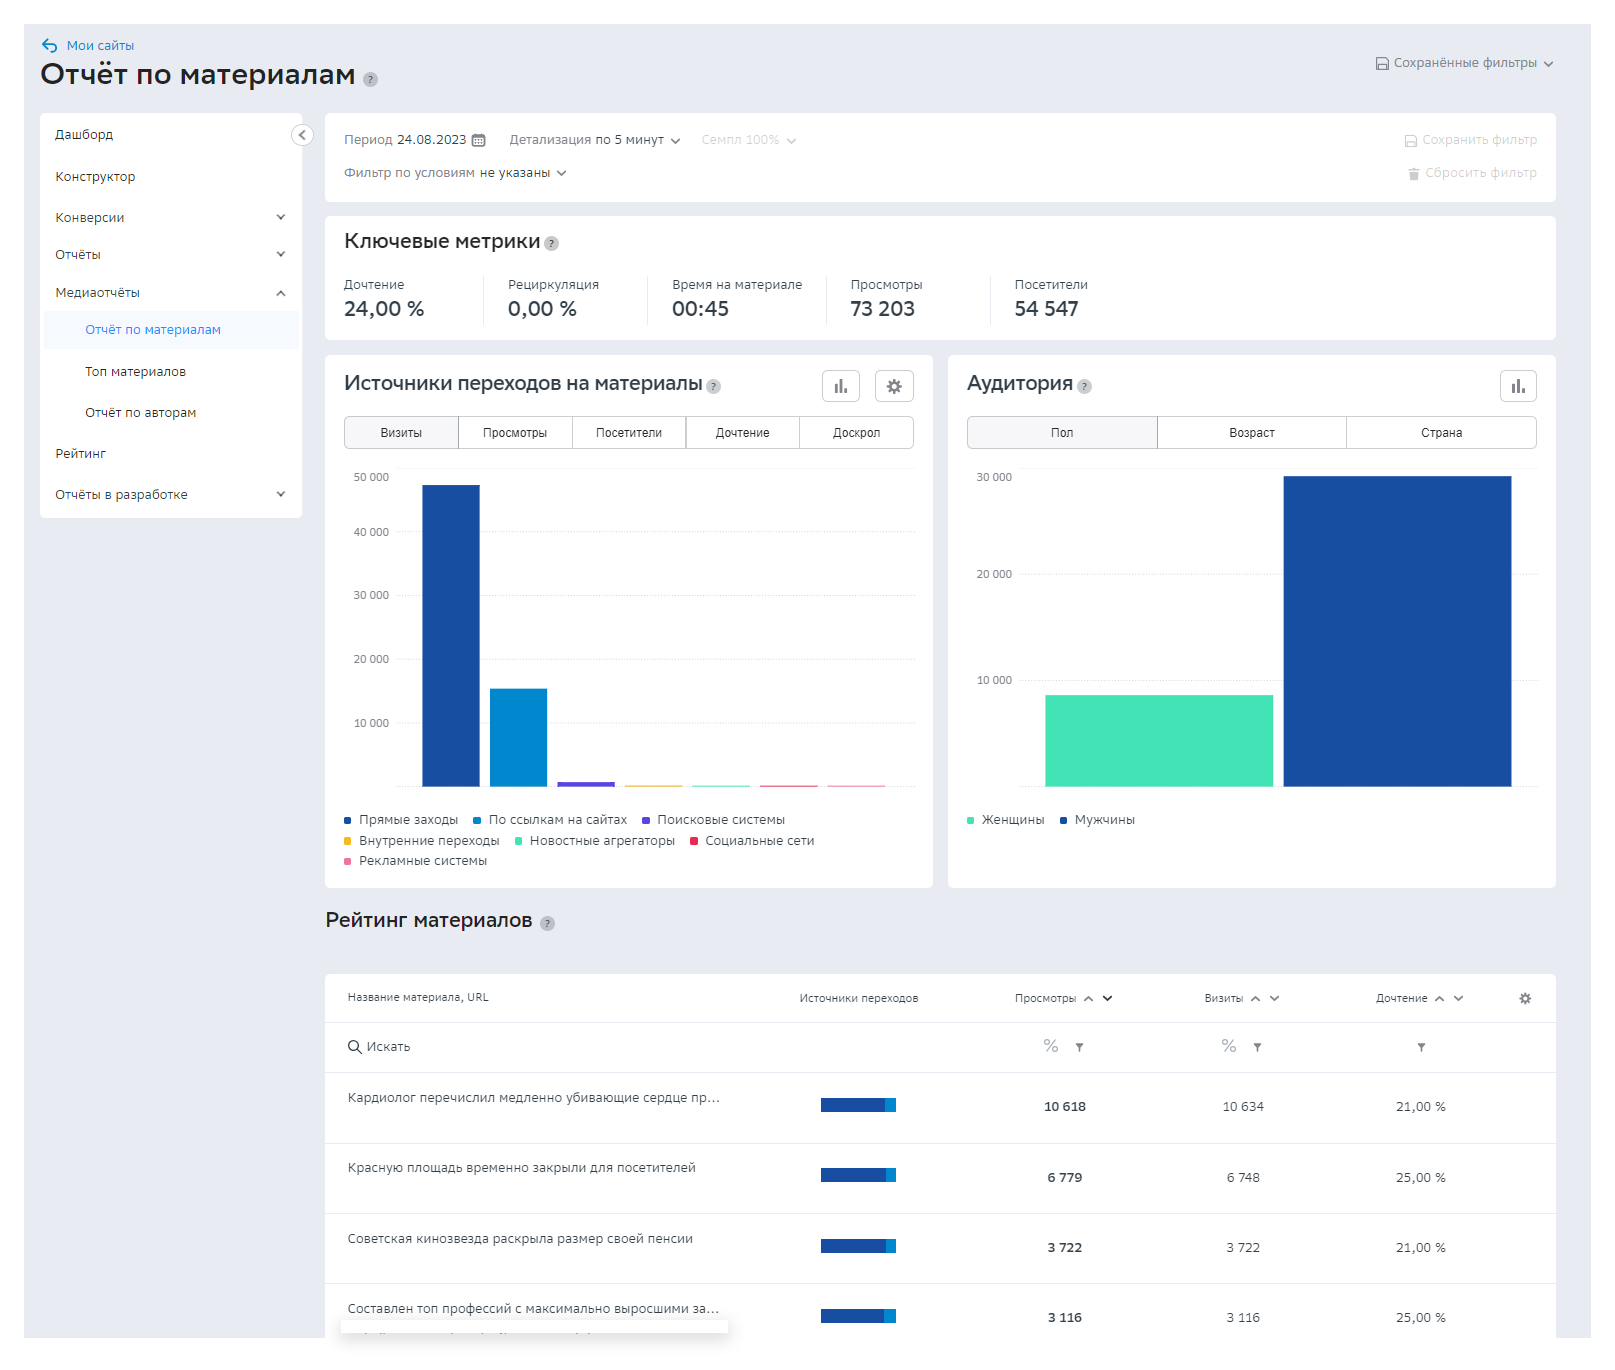 Мои сайты
Отчёт по материалам ?
Сохранённые фильтры
Дашборд
Конструктор
Конверсии
Отчёты
Медиаотчёты
Отчёт по материалам
Топ материалов
Отчёт по авторам
Рейтинг
Отчёты в разработке
Период 24.08.2023 Детализация по 5 минут Семпл 100% Сохранить фильтр
Фильтр по условиям не указаны Сбросить фильтр
Ключевые метрики ?
Дочтение Рециркуляция Время на материале Просмотры Посетители
24,00 % 0,00 % 00:45 73 203 54 547
Источники переходов на материалы ?
Визиты Просмотры Посетители Дочтение Доскрол
50 000
40 000
30 000
20 000
10 000
Прямые заходы По ссылкам на сайтах Поисковые системы
Внутренние переходы Новостные агрегаторы Социальные сети
Рекламные системы
Аудитория ?
Пол Возраст Страна
30 000
20 000
10 000
Женщины Мужчины
Рейтинг материалов ?
Название материала, URL Источники переходов Просмотры Визиты Дочтение
Искать % %
Кардиолог перечислил медленно убивающие сердце пр... 10 618 10 634 21,00 %
Красную площадь временно закрыли для посетителей 6 779 6 748 25,00 %
Советская кинозвезда раскрыла размер своей пенсии 3 722 3 722 21,00 %
Составлен топ профессий с максимально выросшими за... 3 116 3 116 25,00 %